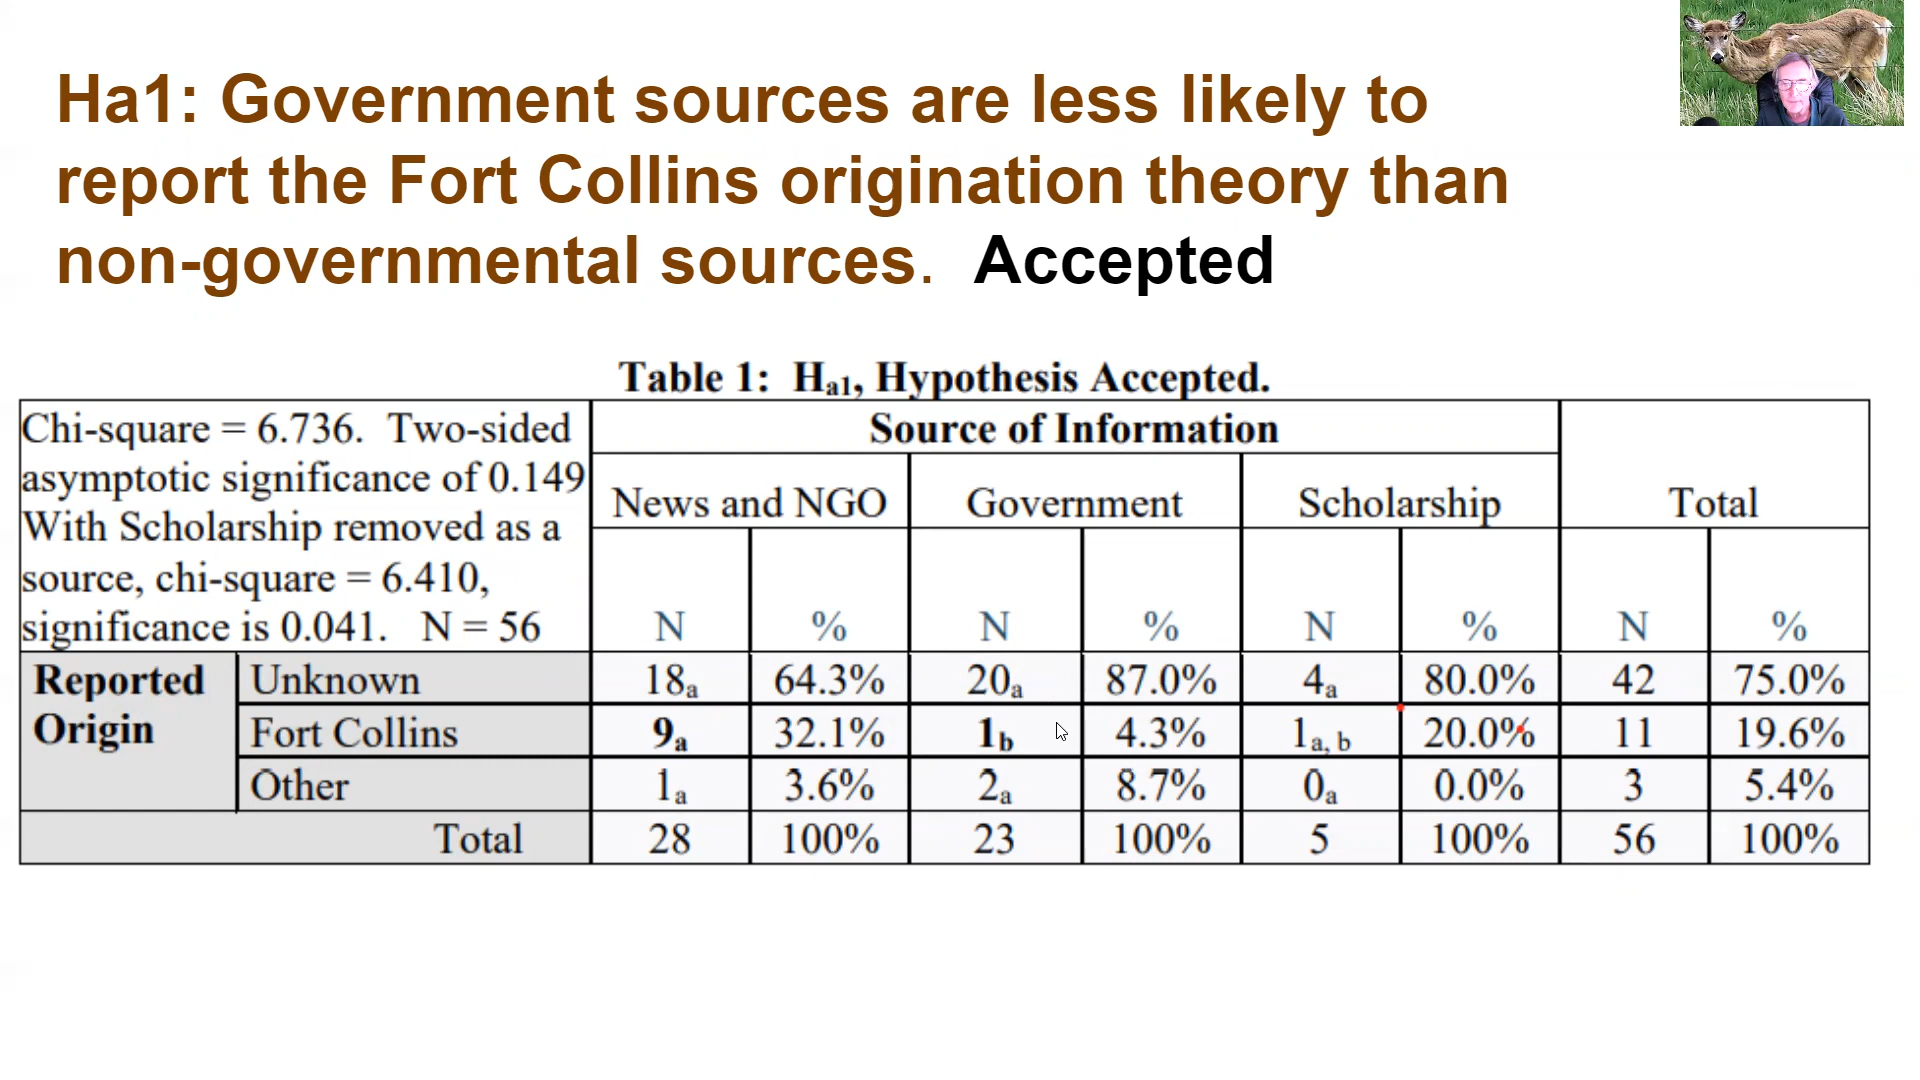 Ha1: Government sources are less likely to
report the Fort Collins origination theory than
non-governmental sources. Accepted
Table 1: Ha1, Hypothesis Accepted.
Chi-square = 6.736. Two-sided
asymptotic significance of 0.149
With Scholarship removed as a
source, chi-square = 6.410,
significance is 0.041. N = 56
Source of Information
News and NGO Government Scholarship Total
N % N % N % N %
Reported Origin
Unknown 18a 64.3% 20a 87.0% 4a 80.0% 42 75.0%
Fort Collins 9a 32.1% 1b 4.3% 1a, b 20.0% 11 19.6%
Other 1a 3.6% 2a 8.7% 0a 0.0% 3 5.4%
Total 28 100% 23 100% 5 100% 56 100%